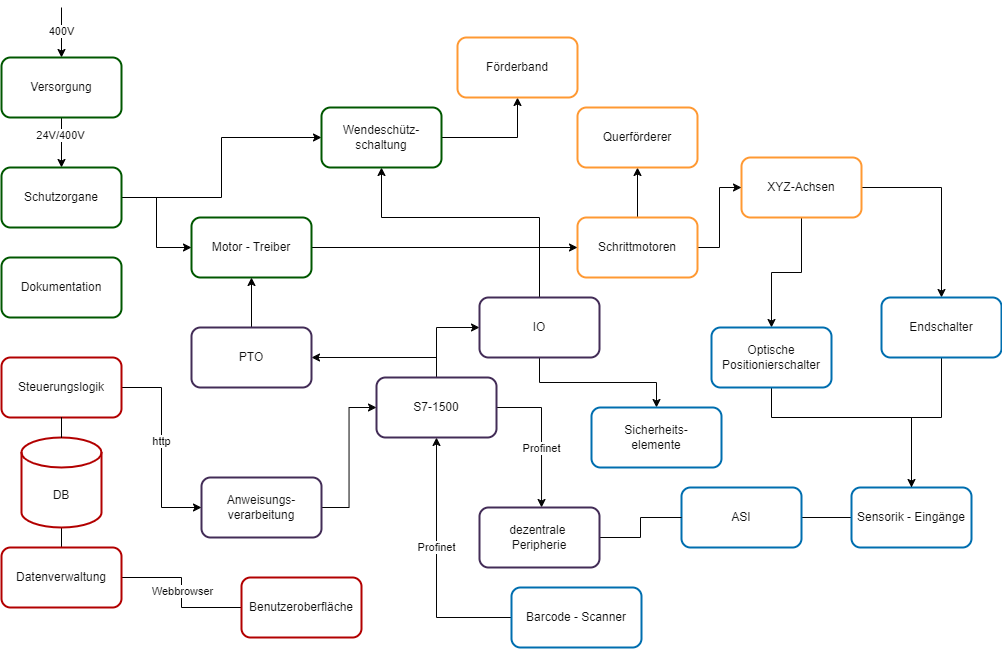 400V
Versorgung
24V/400V
Schutzorgane
Dokumentation
Förderband
Wendeschütz-
schaltung
Querförderer
XYZ-Achsen
Motor - Treiber
Schrittmotoren
PTO
IO
Optische
Positionierschalter
Endschalter
Steuerungslogik
S7-1500
Sicherheits-
elemente
http
Profinet
DB
Anweisungs-
verarbeitung
dezentrale
Peripherie
ASI
Sensorik - Eingänge
Profinet
Datenverwaltung
Webbrowser
Benutzeroberfläche
Barcode - Scanner